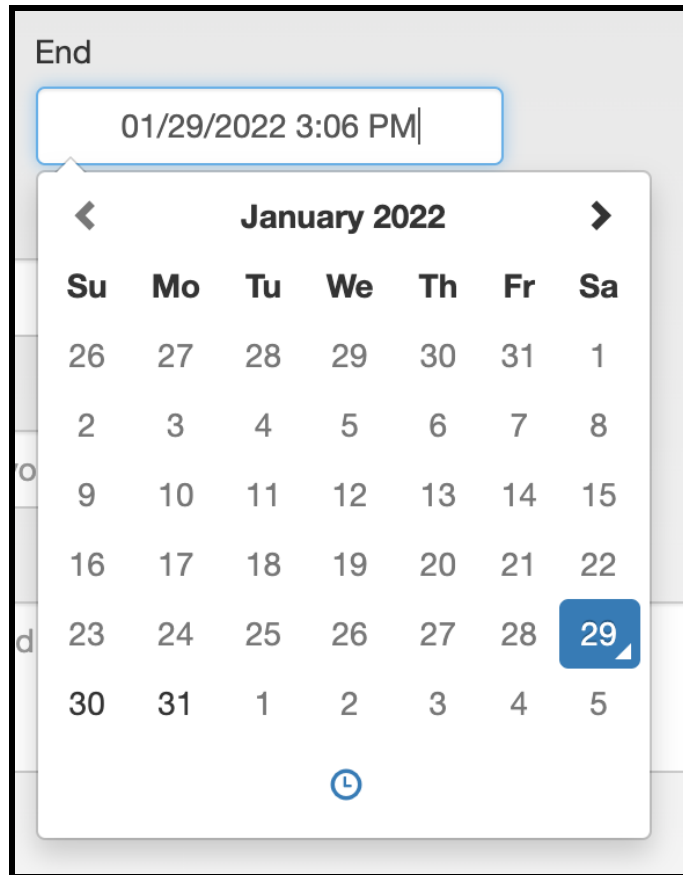 End
01/29/2022 3:06 PM
January 2022
Su Mo Tu We Th Fr Sa
26 27 28 29 30 31 1
2 3 4 5 6 7 8
9 10 11 12 13 14 15
16 17 18 19 20 21 22
23 24 25 26 27 28 29
30 31 1 2 3 4 5